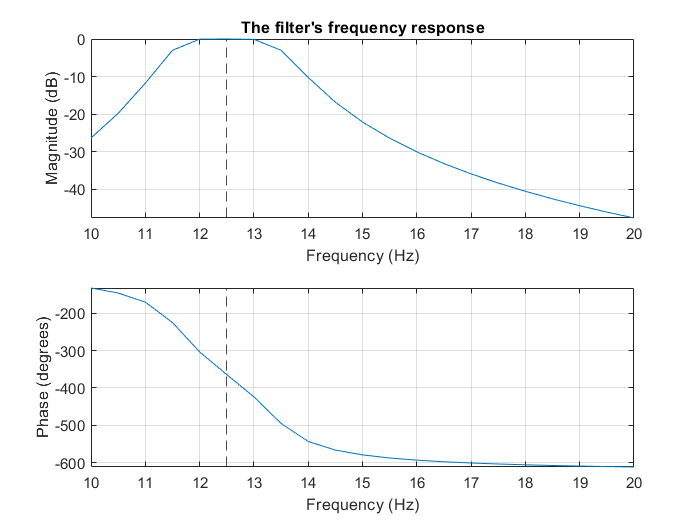 The filter's frequency response
Magnitude (dB)
0
-10
-20
-30
-40
10 11 12 13 14 15 16 17 18 19 20
Frequency (Hz)
Phase (degrees)
-200
-300
-400
-500
-600
10 11 12 13 14 15 16 17 18 19 20
Frequency (Hz)